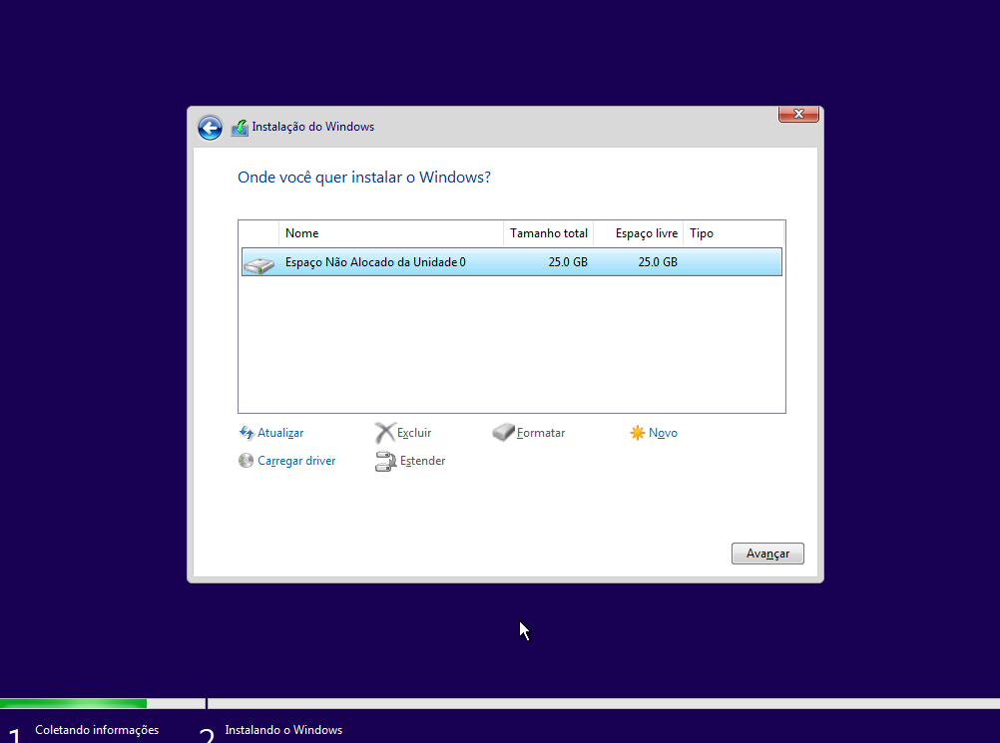 Instalação do Windows
Onde você quer instalar o Windows?
Nome Tamanho total Espaço livre Tipo
Espaço Não Alocado da Unidade 0 25.0 GB 25.0 GB
Atualizar Excluir Formatar Novo
Carregar driver Estender
Avançar
1 Coletando informações 2 Instalando o Windows